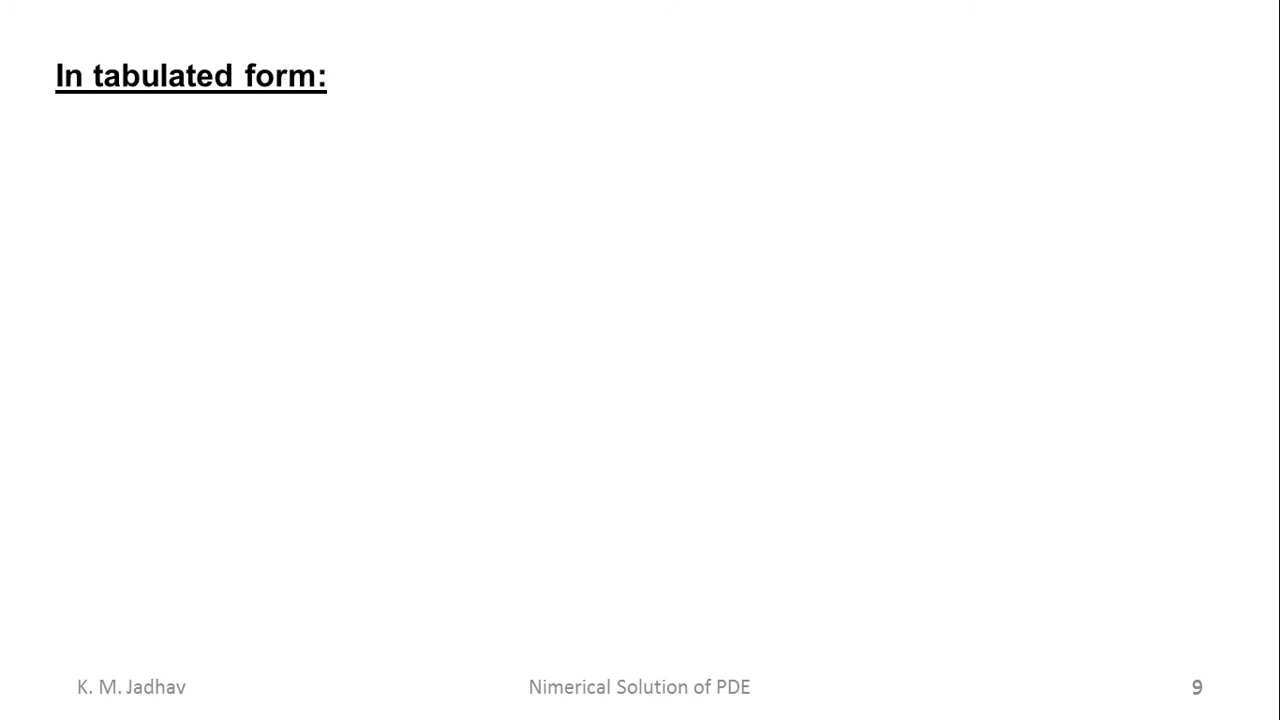 In tabulated form:
K. M. Jadhav
Nimerical Solution of PDE
9